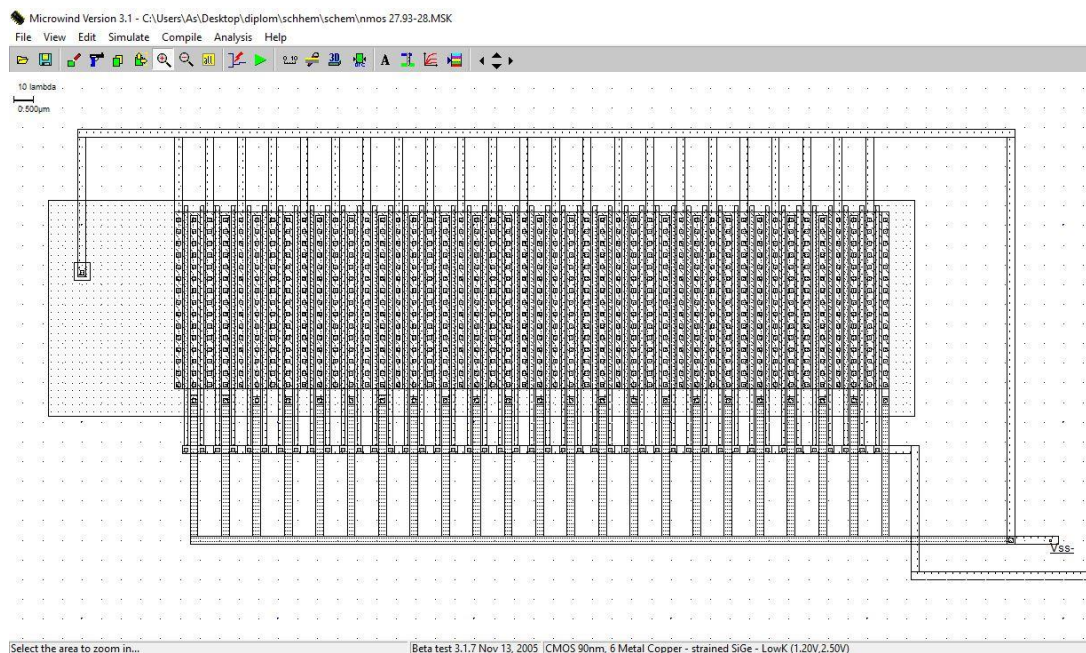 Microwind Version 3.1 - C:\Users\As\Desktop\diplom\schhem\schem\nmos 27.93-28.MSK
File View Edit Simulate Compile Analysis Help
10 lambda
0.500µm
Vss-
Select the area to zoom in...
Beta test 3.1.7 Nov 13, 2005
CMOS 90nm, 6 Metal Copper - strained SiGe - LowK (1.20V,2.50V)